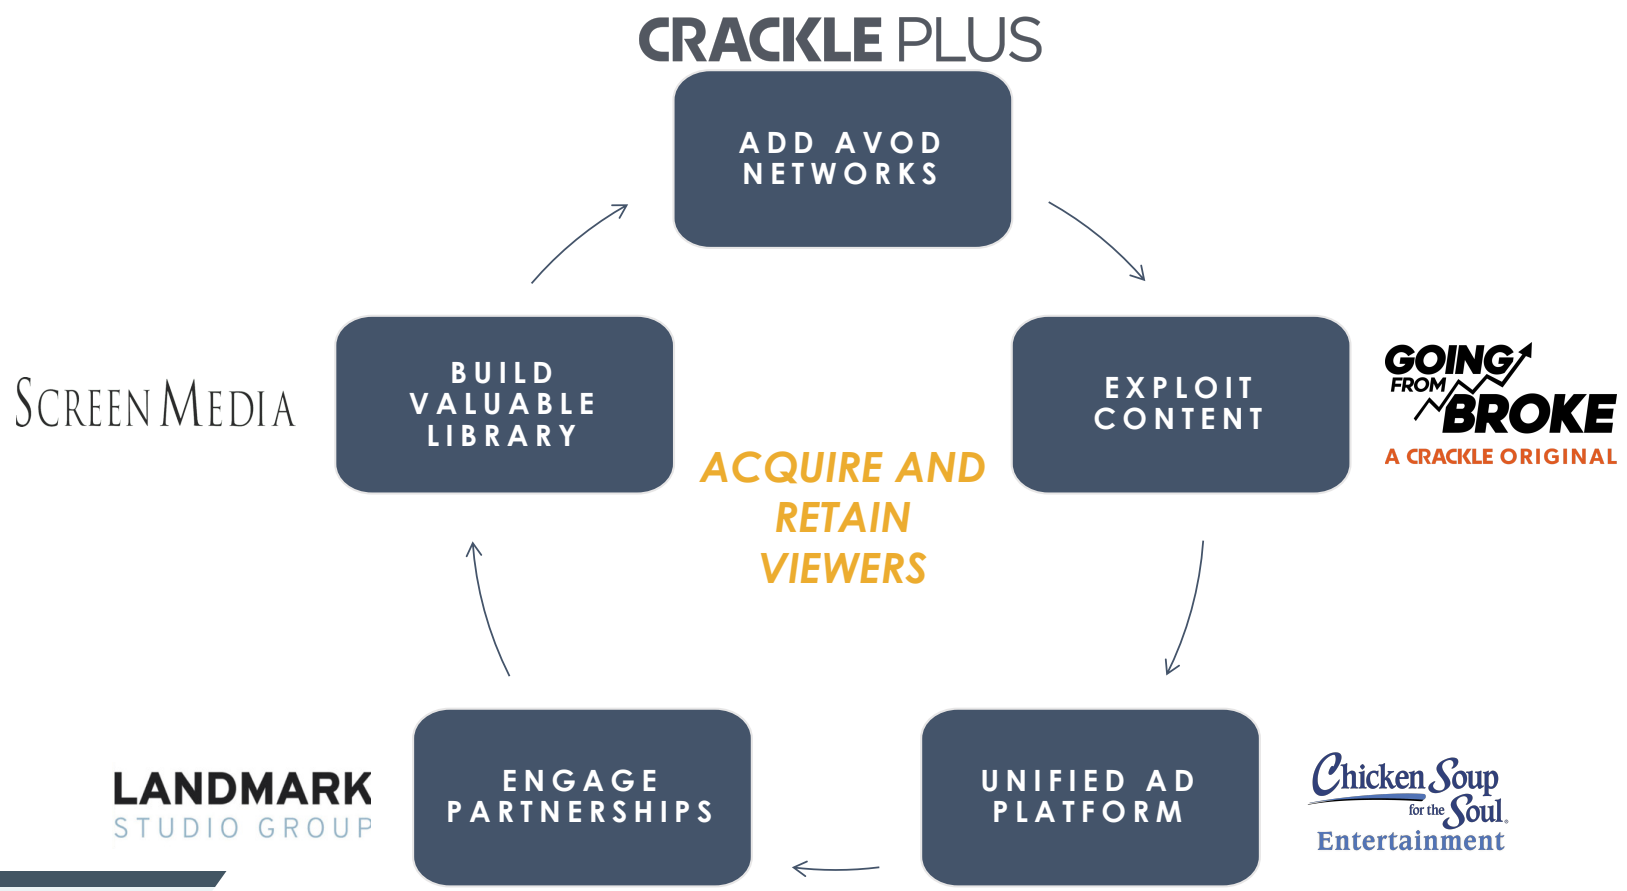 CRACKLE PLUS
ADD AVOD
NETWORKS
BUILD
VALUABLE
LIBRARY
SCREEN MEDIA
EXPLOIT
CONTENT
GOING
FROM
BROKE
A CRACKLE ORIGINAL
ACQUIRE AND
RETAIN
VIEWERS
LANDMARK
STUDIO GROUP
ENGAGE
PARTNERSHIPS
UNIFIED AD
PLATFORM
Chicken Soup
for the Soul®
Entertainment